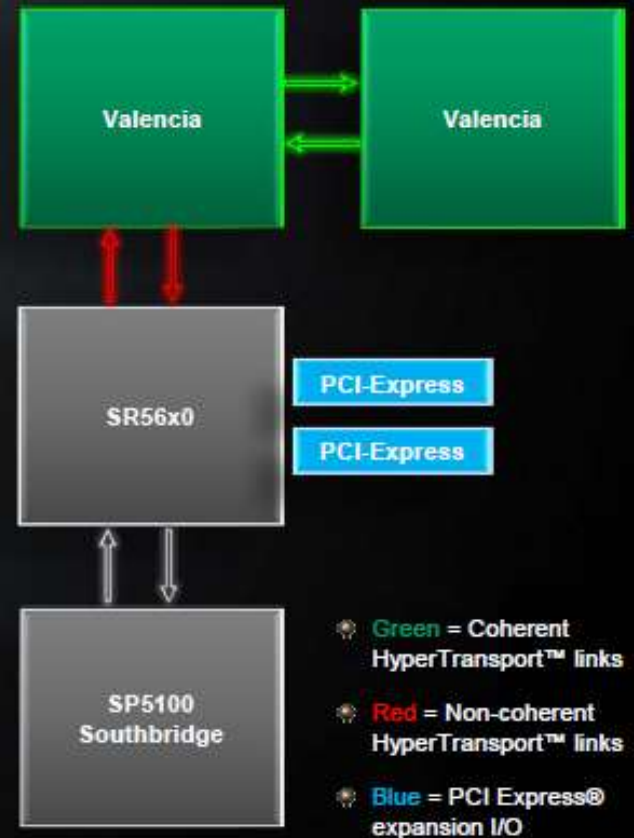 Valencia
Valencia
SR56x0
PCI-Express
PCI-Express
SP5100
Southbridge
Green = Coherent
HyperTransport™ links
Red = Non-coherent
HyperTransport™ links
Blue = PCI Express®
expansion I/O